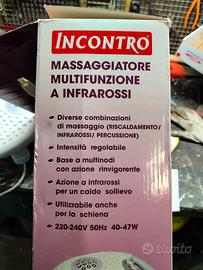 INCONTRO®
MASSAGGIATORE
MULTIFUNZIONE
A INFRAROSSI
• Diverse combinazioni
di massaggio (RISCALDAMENTO/
INFRAROSSI/ PERCUSSIONE)
• Intensità regolabile
• Base a multinodi
con azione rinvigorente
• Azione a infrarossi
per un caldo sollievo
• Utilizzabile anche
per la schiena
• 220-240V 50Hz 40-47W
subito